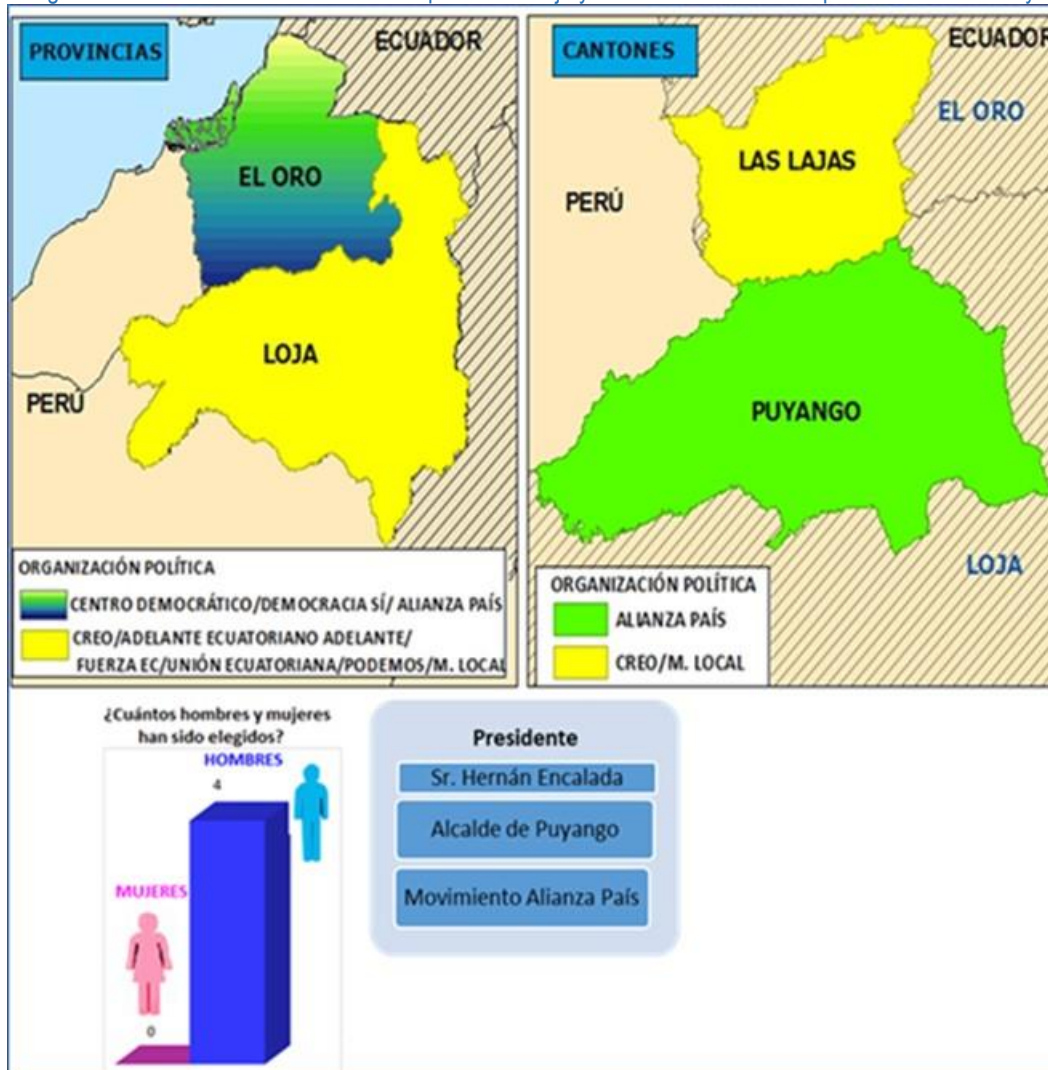 PROVINCIAS
ECUADOR
EL ORO
LOJA
PERÚ
ORGANIZACIÓN POLÍTICA
CENTRO DEMOCRÁTICO/DEMOCRACIA SÍ/ ALIANZA PAÍS
CREO/ADELANTE ECUATORIANO ADELANTE/
FUERZA EC/UNIÓN ECUATORIANA/PODEMOS/M. LOCAL
CANTONES
ECUADOR
EL ORO
LAS LAJAS
PERÚ
PUYANGO
LOJA
ORGANIZACIÓN POLÍTICA
ALIANZA PAÍS
CREO/M. LOCAL
¿Cuántos hombres y mujeres
han sido elegidos?
HOMBRES
4
MUJERES
0
Presidente
Sr. Hernán Encalada
Alcalde de Puyango
Movimiento Alianza País